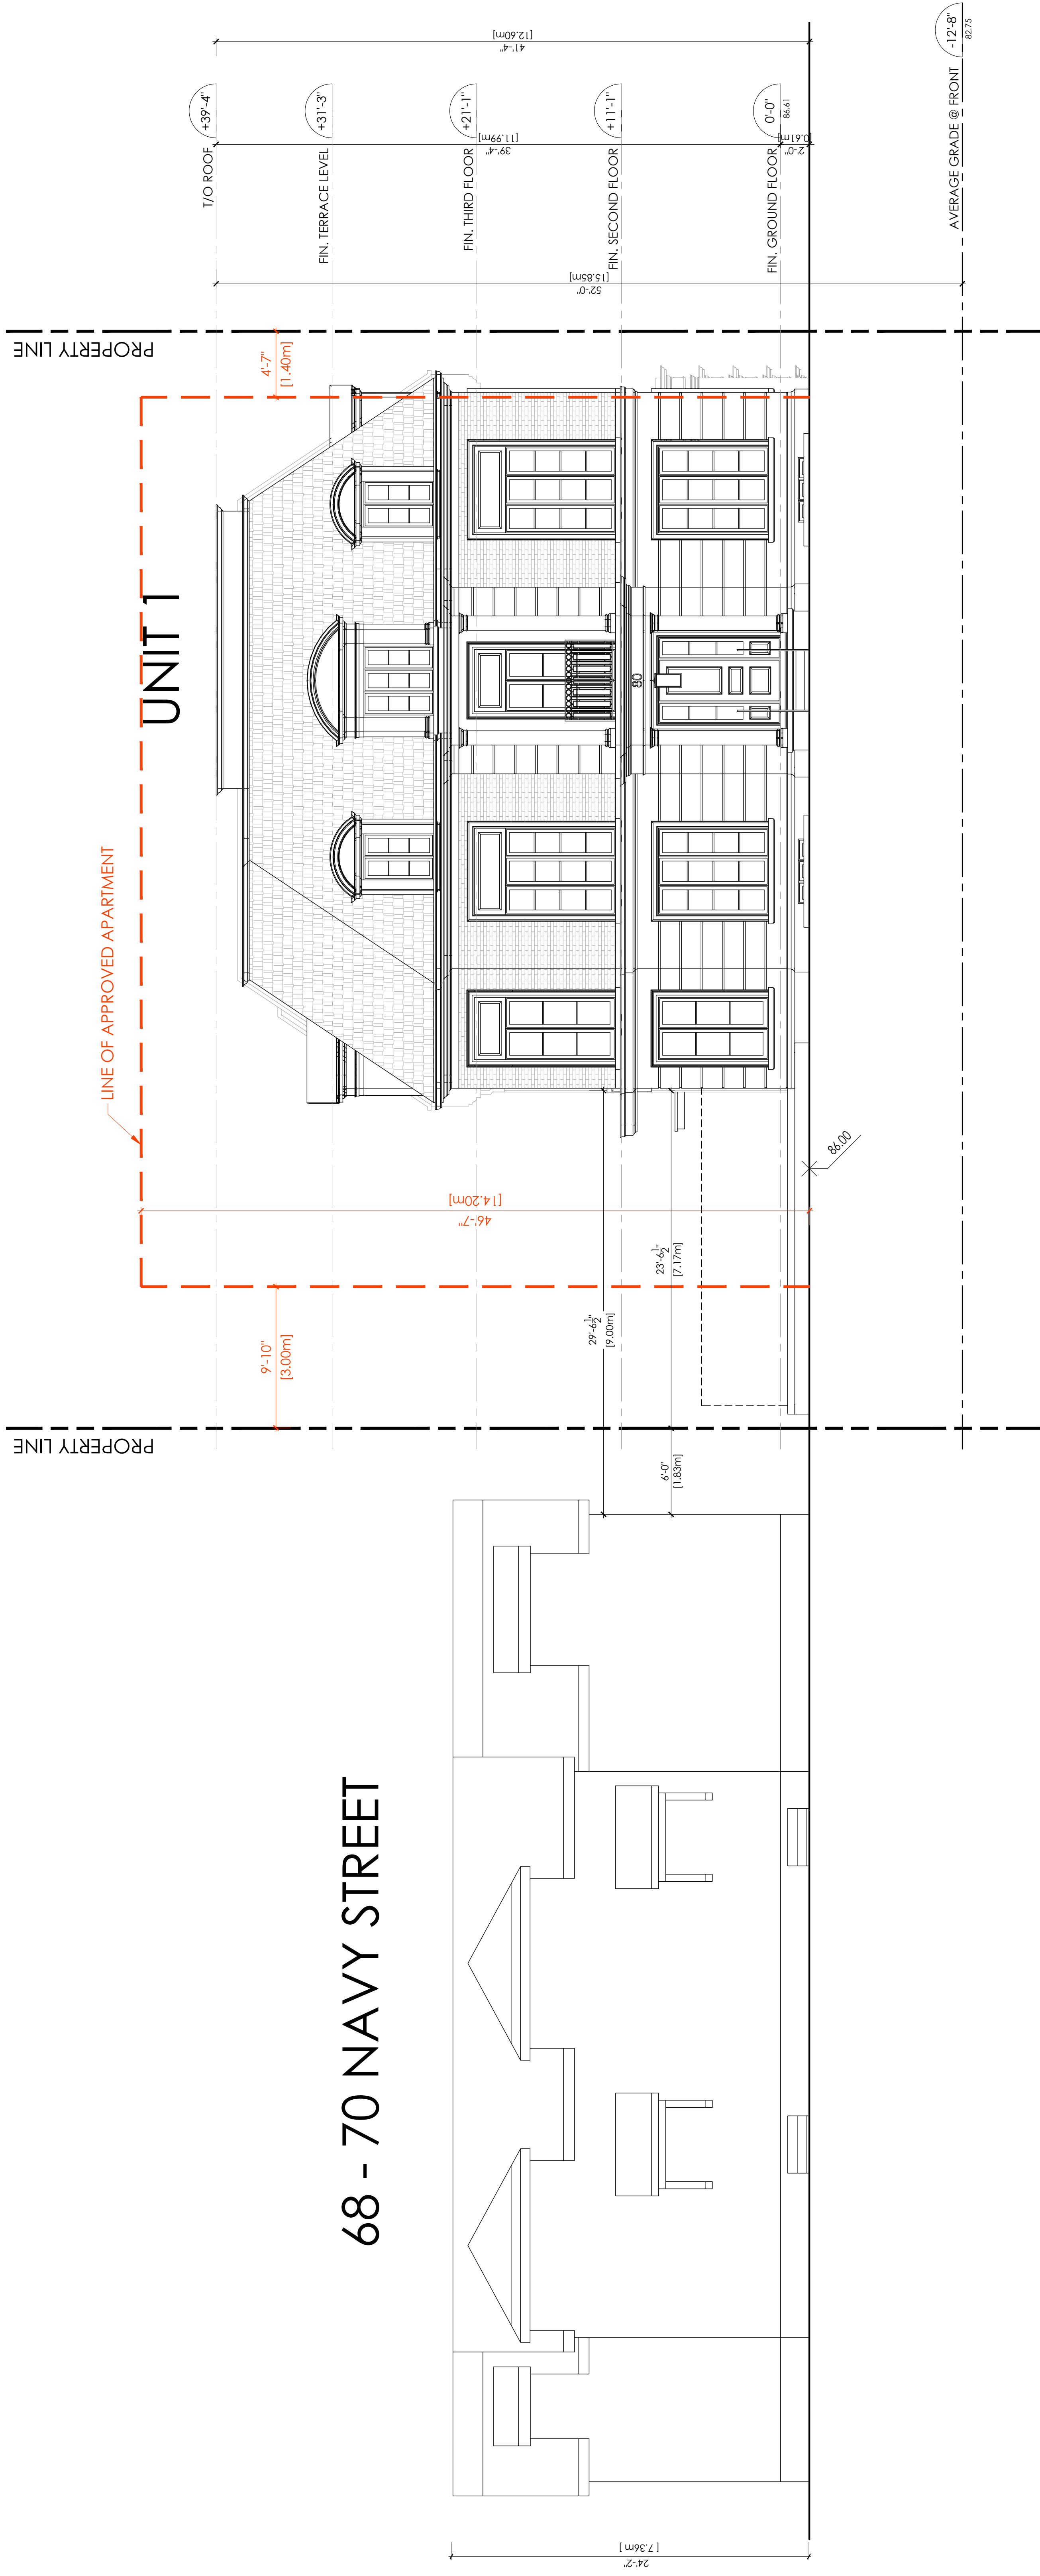 41'-4"
[12.60m]
-12'-8"
82.75
+39'-4"
+31'-3"
+21'-1"
+11'-1"
0'-0"
86.61
T/O ROOF
FIN. TERRACE LEVEL
FIN. THIRD FLOOR
FIN. SECOND FLOOR
FIN. GROUND FLOOR
AVERAGE GRADE @ FRONT
39'-4"
[11.99m]
2'-0"
[0.61m]
52'-0"
[15.85m]
PROPERTY LINE
4'-7"
[1.40m]
UNIT 1
80
LINE OF APPROVED APARTMENT
46'-7"
[14.20m]
86.00
23'-6 1/2"
[7.17m]
29'-6 1/2"
[9.00m]
9'-10"
[3.00m]
PROPERTY LINE
6'-0"
[1.83m]
68 - 70 NAVY STREET
24'-2"
[7.36m]